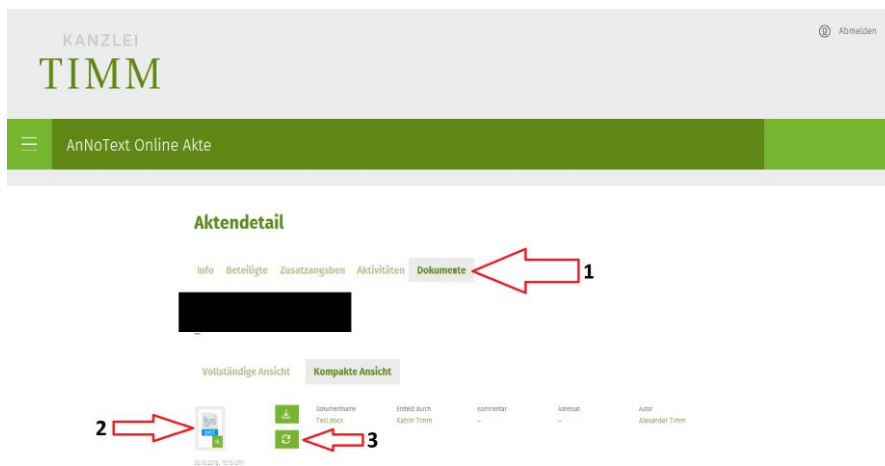 KANZLEI
TIMM
Abmelden
AnNoText Online Akte
Aktendetail
Info Beteiligte Zusatzangaben Aktivitäten Dokumente
1
Vollständige Ansicht Kompakte Ansicht
Dokumentname Erstellt durch Kommentar Adressat Autor
Test.docx Katrin Timm – – Alexander Timm
2
3